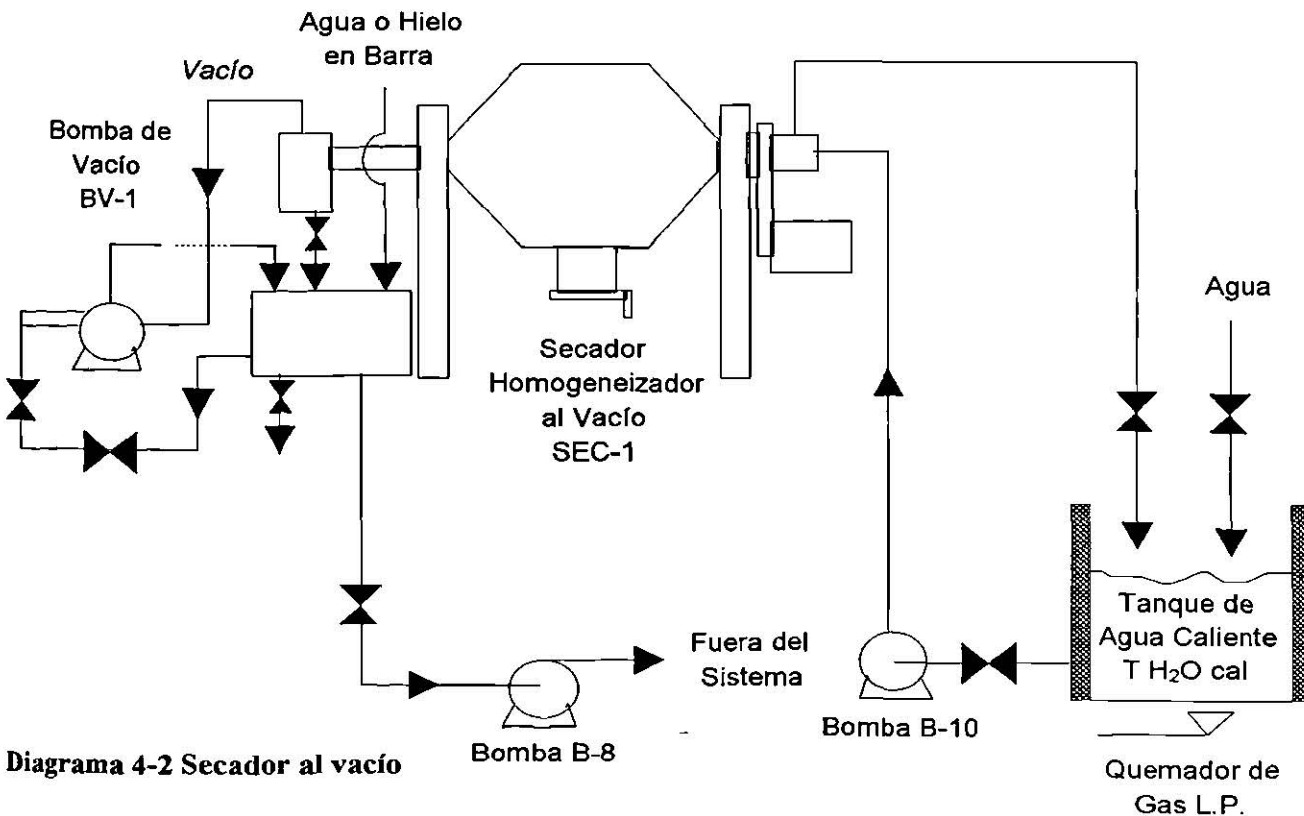 Agua o Hielo
en Barra
Vacío
Bomba de
Vacío
BV-1
Secador
Homogeneizador
al Vacío
SEC-1
Agua
Tanque de
Agua Caliente
T H₂O cal
Fuera del
Sistema
Bomba B-8
Bomba B-10
Quemador de
Gas L.P.
Diagrama 4-2 Secador al vacío